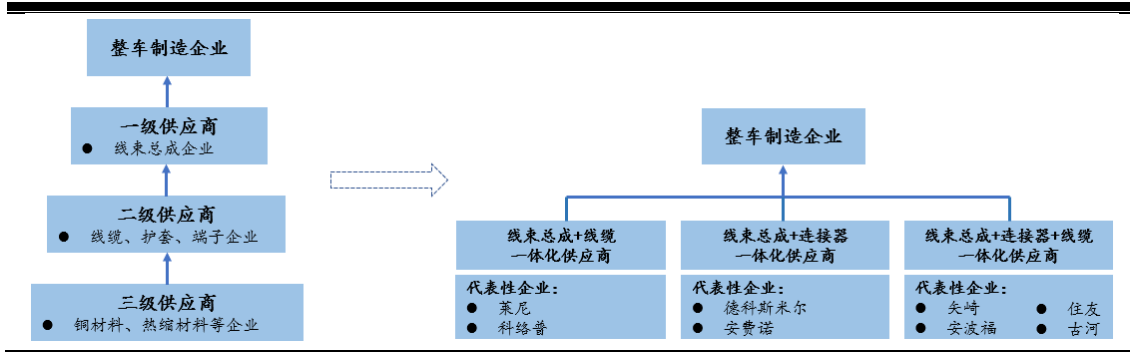 整车制造企业
一级供应商
● 线束总成企业
二级供应商
● 线缆、护套、端子企业
三级供应商
● 铜材料、热缩材料等企业
整车制造企业
线束总成+线缆
一体化供应商
代表性企业：
● 莱尼
● 科络普
线束总成+连接器
一体化供应商
代表性企业：
● 德科斯米尔
● 安费诺
线束总成+连接器+线缆
一体化供应商
代表性企业：
● 矢崎 ● 住友
● 安波福 ● 古河